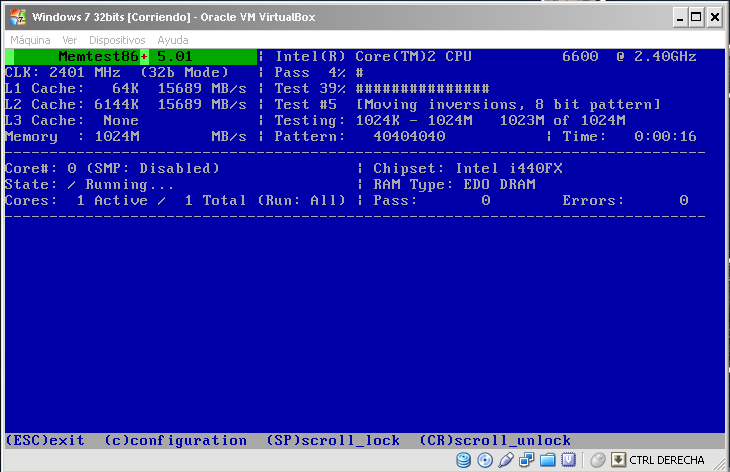 Windows 7 32bits [Corriendo] - Oracle VM VirtualBox
Máquina Ver Dispositivos Ayuda
Memtest86+ 5.01 | Intel(R) Core(TM)2 CPU 6600 @ 2.40GHz
CLK: 2401 MHz (32b Mode) | Pass 4% #
L1 Cache: 64K 15689 MB/s | Test 39% ###############
L2 Cache: 6144K 15689 MB/s | Test #5 [Moving inversions, 8 bit pattern]
L3 Cache: None | Testing: 1024K - 1024M 1023M of 1024M
Memory : 1024M MB/s | Pattern: 40404040 | Time: 0:00:16
Core#: 0 (SMP: Disabled) | Chipset: Intel i440FX
State: / Running... | RAM Type: EDO DRAM
Cores: 1 Active / 1 Total (Run: All) | Pass: 0 Errors: 0
(ESC)exit (c)configuration (SP)scroll_lock (CR)scroll_unlock
CTRL DERECHA